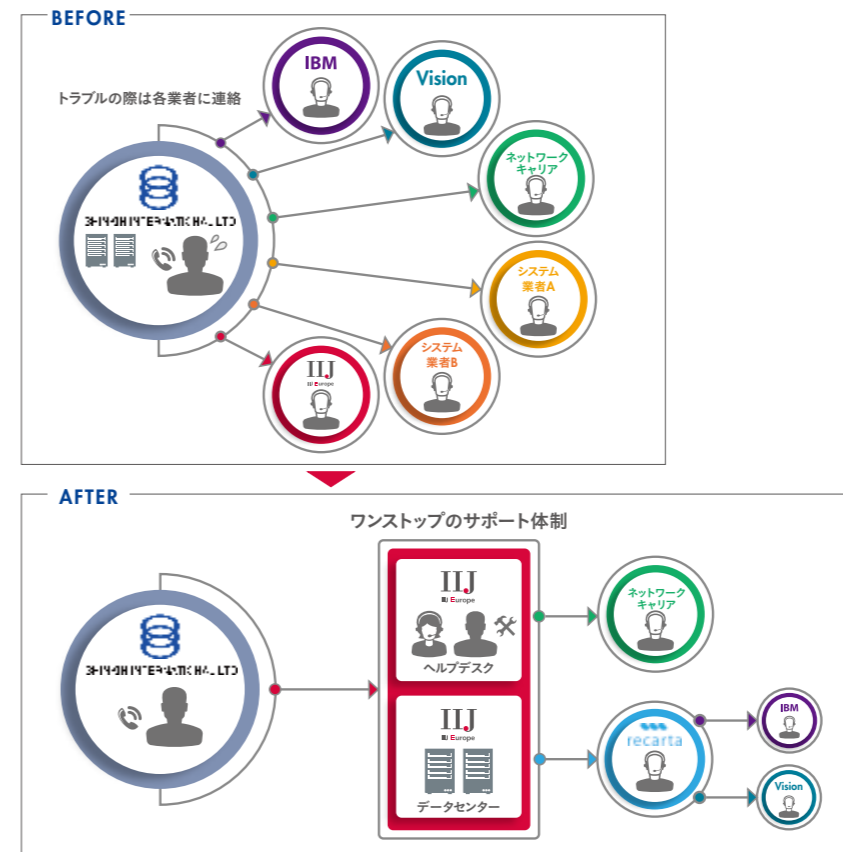 BEFORE
トラブルの際は各業者に連絡
IBM
Vision
ネットワーク
キャリア
システム
業者A
システム
業者B
IIJ
IIJ Europe
AFTER
ワンストップのサポート体制
IIJ
IIJ Europe
ヘルプデスク
IIJ
IIJ Europe
データセンター
ネットワーク
キャリア
recarta
IBM
Vision